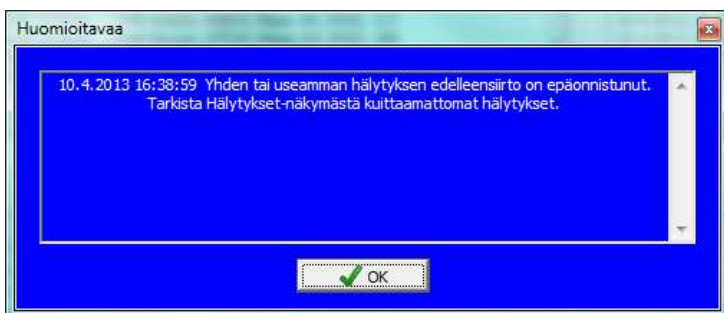 Huomioitavaa
10.4.2013 16:38:59 Yhden tai useamman hälytyksen edelleensiirto on epäonnistunut.
Tarkista Hälytykset-näkymästä kuittaamattomat hälytykset.
OK